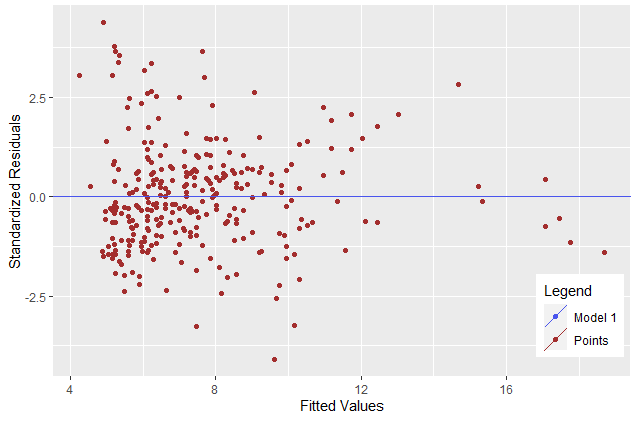 Standardized Residuals
2.5
0.0
-2.5
4
8
12
16
Fitted Values
Legend
Model 1
Points